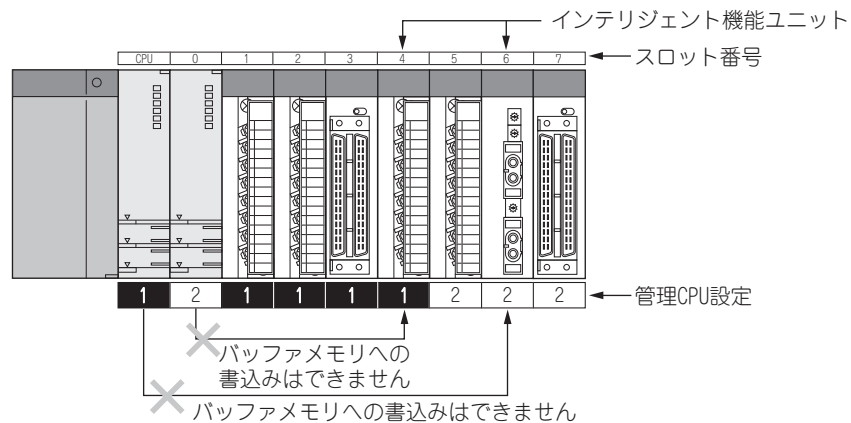 インテリジェント機能ユニット
CPU 0 1 2 3 4 5 6 7
スロット番号
1 2 1 1 1 1 2 2 2
管理CPU設定
バッファメモリへの
書込みはできません
バッファメモリへの書込みはできません